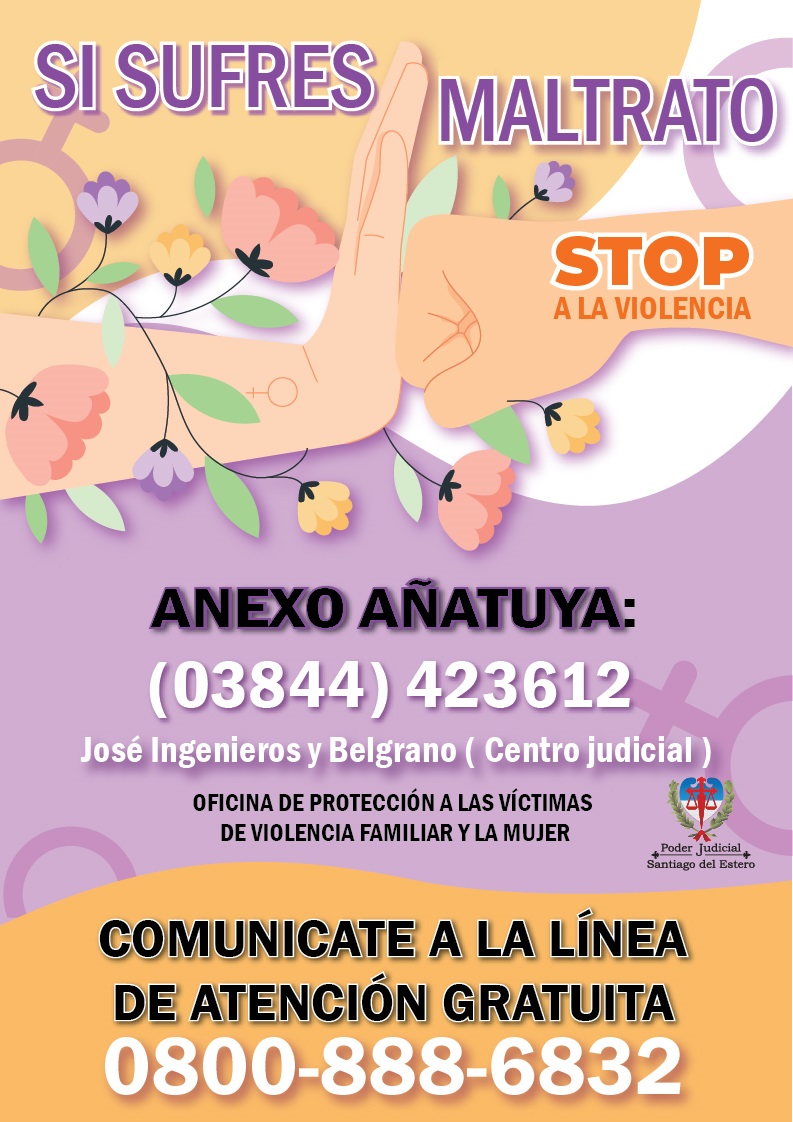 SI SUFRES
MALTRATO
STOP
A LA VIOLENCIA
ANEXO AÑATUYA:
(03844) 423612
José Ingenieros y Belgrano ( Centro judicial )
OFICINA DE PROTECCIÓN A LAS VÍCTIMAS
DE VIOLENCIA FAMILIAR Y LA MUJER
Poder Judicial
Santiago del Estero
COMUNICATE A LA LÍNEA
DE ATENCIÓN GRATUITA
0800-888-6832